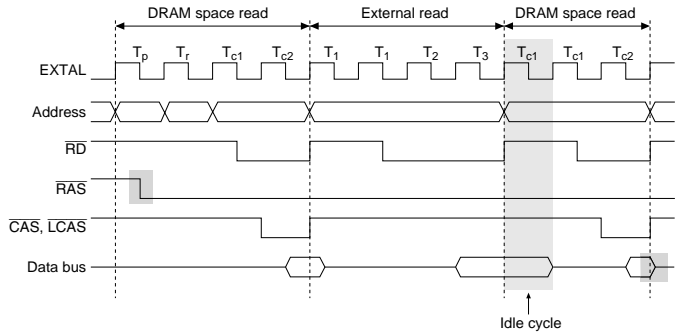 DRAM space read External read DRAM space read
Tp Tr Tc1 Tc2 T1 T1 T2 T3 Tc1 Tc1 Tc2
EXTAL
Address
RD
RAS
CAS, LCAS
Data bus
Idle cycle